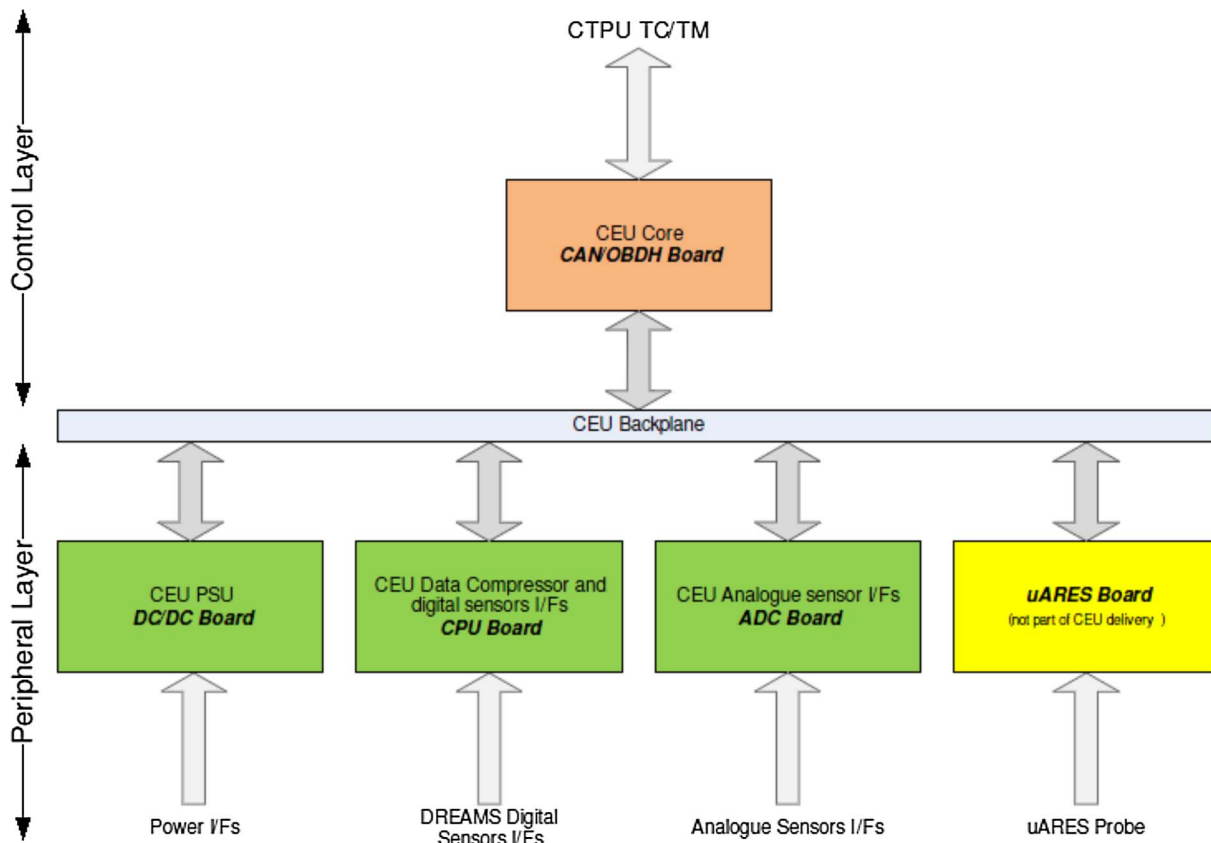 CTPU TC/TM
Control Layer
CEU Core
CAN/OBDH Board
CEU Backplane
Peripheral Layer
CEU PSU
DC/DC Board
CEU Data Compressor and
digital sensors I/Fs
CPU Board
CEU Analogue sensor I/Fs
ADC Board
uARES Board
(not part of CEU delivery )
Power I/Fs
DREAMS Digital
Sensors I/Fs
Analogue Sensors I/Fs
uARES Probe